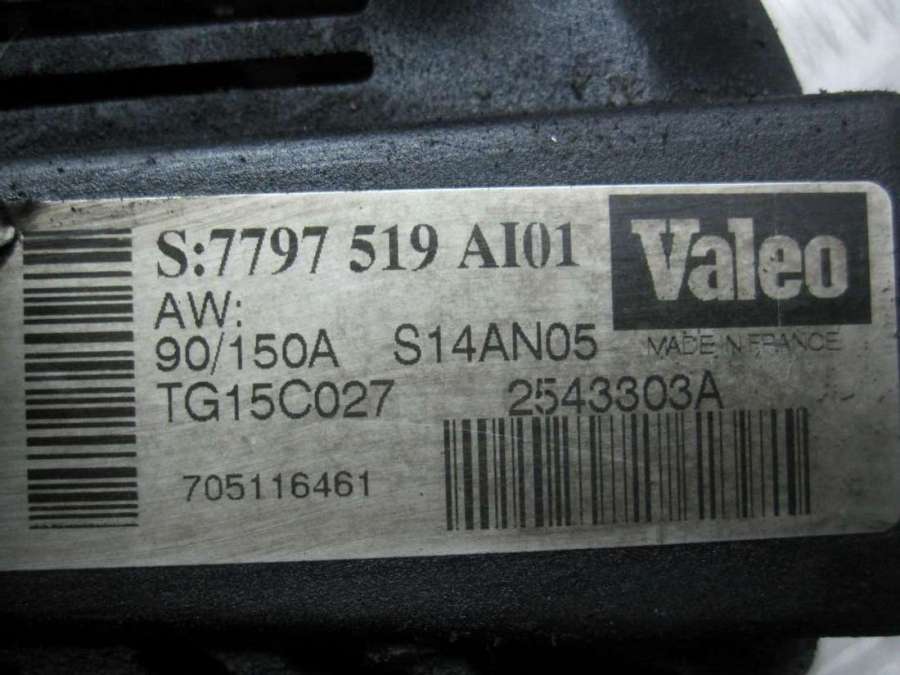 S:7797 519 AI01
Valeo
AW:
90/150A S14AN05
MADE IN FRANCE
TG15C027 2543303A
705116461